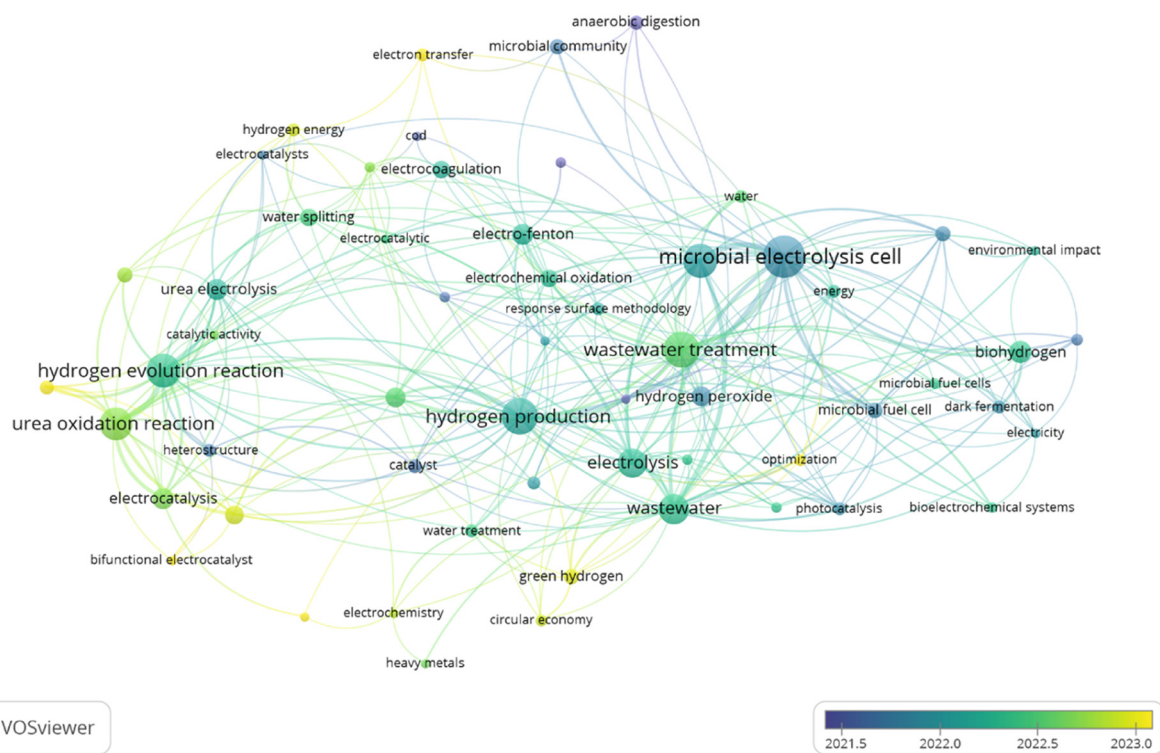 anaerobic digestion
microbial community
electron transfer
hydrogen energy
cod
electrocatalysts
electrocoagulation
water
water splitting
electro-fenton
electrocatalytic
environmental impact
microbial electrolysis cell
electrochemical oxidation
urea electrolysis
energy
response surface methodology
catalytic activity
wastewater treatment
biohydrogen
hydrogen evolution reaction
microbial fuel cells
hydrogen peroxide
dark fermentation
microbial fuel cell
hydrogen production
urea oxidation reaction
electricity
heterostructure
optimization
electrolysis
catalyst
electrocatalysis
wastewater
photocatalysis
bioelectrochemical systems
water treatment
bifunctional electrocatalyst
green hydrogen
electrochemistry
circular economy
heavy metals
VOSviewer
2021.5 2022.0 2022.5 2023.0